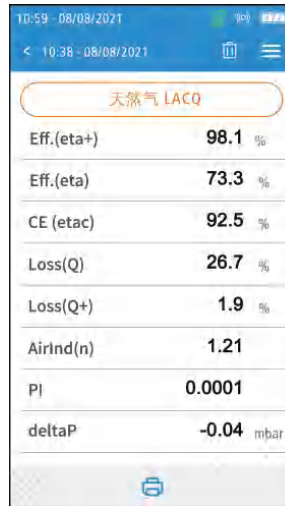 10:59 - 08/08/2021
< 10:38 - 08/08/2021
天然气 LACQ
Eff.(eta+) 98.1 %
Eff.(eta) 73.3 %
CE (etac) 92.5 %
Loss(Q) 26.7 %
Loss(Q+) 1.9 %
AirInd(n) 1.21
PI 0.0001
deltaP -0.04 mbar